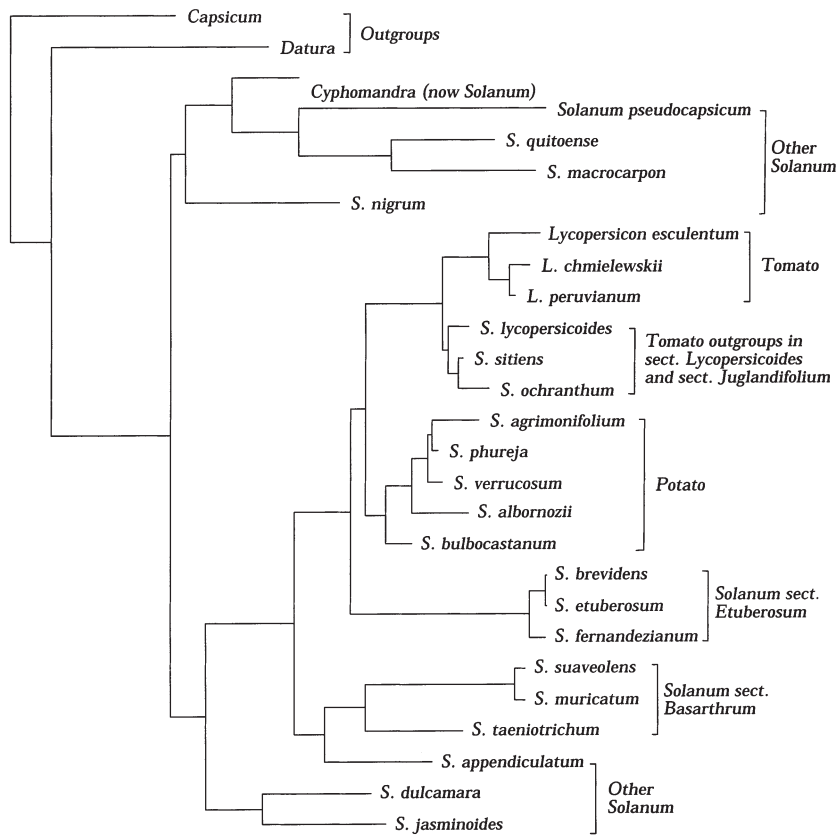 Capsicum
Datura
Outgroups
Cyphomandra (now Solanum)
Solanum pseudocapsicum
S. quitoense
S. macrocarpon
S. nigrum
Other
Solanum
Lycopersicon esculentum
L. chmielewskii
L. peruvianum
Tomato
S. lycopersicoides
S. sitiens
S. ochranthum
Tomato outgroups in
sect. Lycopersicoides
and sect. Juglandifolium
S. agrimonifolium
S. phureja
S. verrucosum
S. albornozii
S. bulbocastanum
Potato
S. brevidens
S. etuberosum
S. fernandezianum
Solanum sect.
Etuberosum
S. suaveolens
S. muricatum
S. taeniotrichum
Solanum sect.
Basarthrum
S. appendiculatum
S. dulcamara
S. jasminoides
Other
Solanum